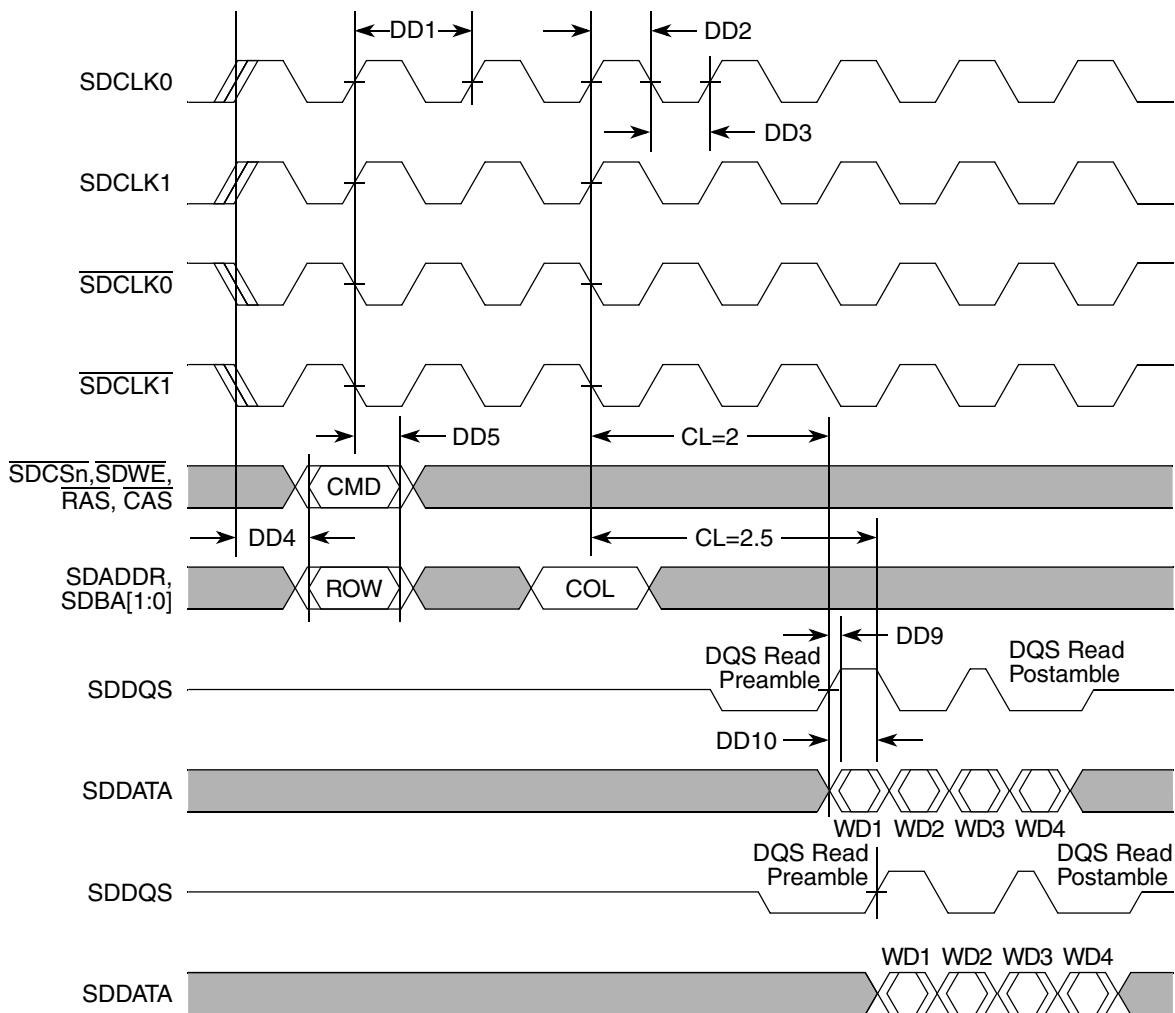 DD1
DD2
SDCLK0
DD3
SDCLK1
SDCLK0
SDCLK1
DD5
CL=2
SDCSn,SDWE,
RAS, CAS
CMD
DD4
CL=2.5
SDADDR,
SDBA[1:0]
ROW
COL
DD9
DQS Read
Preamble
DQS Read
Postamble
SDDQS
DD10
SDDATA
WD1 WD2 WD3 WD4
DQS Read
Preamble
DQS Read
Postamble
SDDQS
WD1 WD2 WD3 WD4
SDDATA